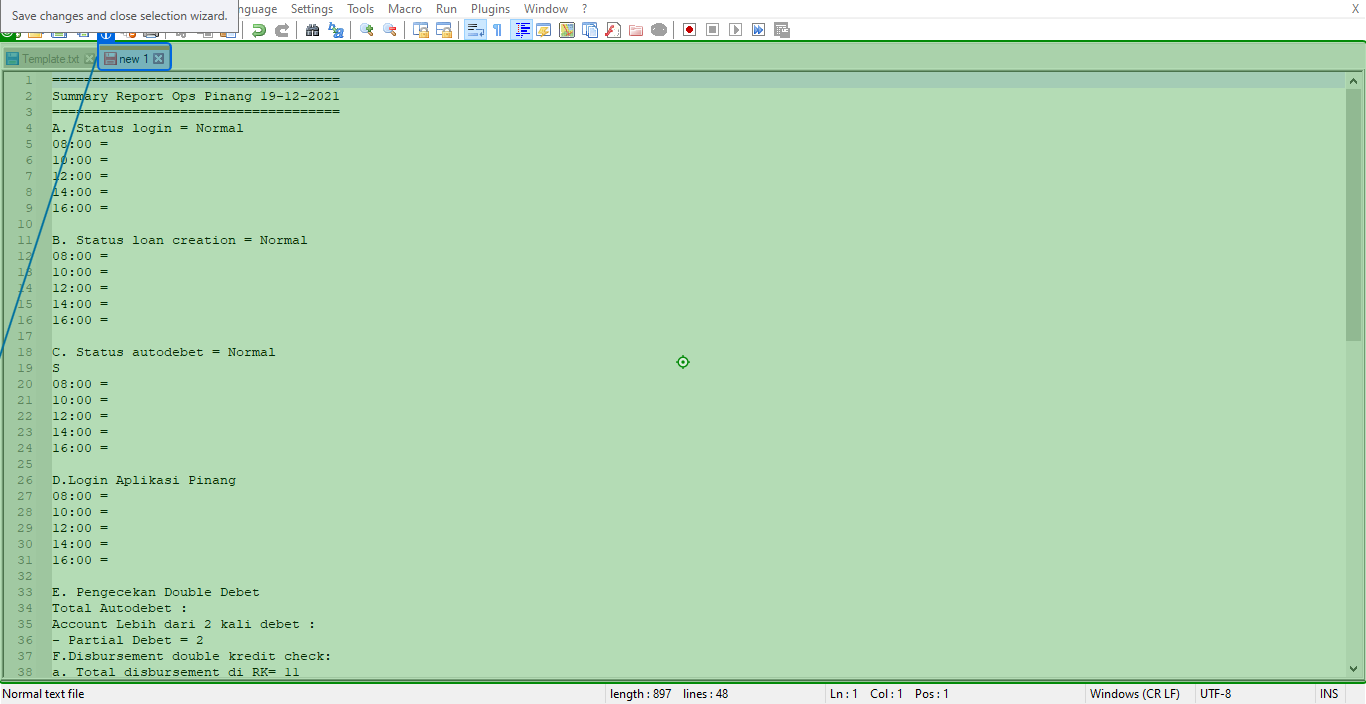 Save changes and close selection wizard.
nguage Settings Tools Macro Run Plugins Window ? X
Template.txt new 1
1 ====================================
2 Summary Report Ops Pinang 19-12-2021
3 ====================================
4 A. Status login = Normal
5 08:00 =
6 10:00 =
7 12:00 =
8 14:00 =
9 16:00 =
10
11 B. Status loan creation = Normal
12 08:00 =
13 10:00 =
14 12:00 =
15 14:00 =
16 16:00 =
17
18 C. Status autodebet = Normal
19 S
20 08:00 =
21 10:00 =
22 12:00 =
23 14:00 =
24 16:00 =
25
26 D.Login Aplikasi Pinang
27 08:00 =
28 10:00 =
29 12:00 =
30 14:00 =
31 16:00 =
32
33 E. Pengecekan Double Debet
34 Total Autodebet :
35 Account Lebih dari 2 kali debet :
36 - Partial Debet = 2
37 F.Disbursement double kredit check:
38 a. Total disbursement di RK= 11
Normal text file length : 897 lines : 48 Ln : 1 Col : 1 Pos : 1 Windows (CR LF) UTF-8 INS